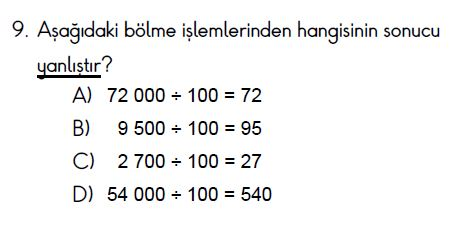 9. Aşağıdaki bölme işlemlerinden hangisinin sonucu
yanlıştır?
A) 72 000 ÷ 100 = 72
B) 9 500 ÷ 100 = 95
C) 2 700 ÷ 100 = 27
D) 54 000 ÷ 100 = 540